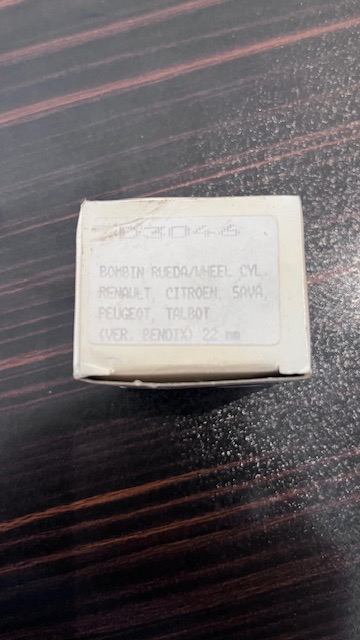 BOMBIN RUEDA/WHEEL CYL.
RENAULT, CITROEN, SAVA,
PEUGEOT, TALBOT
(VER. BENDIX) 22 mm